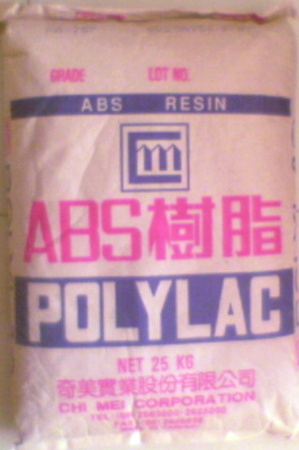 GRADE LOT NO.
ABS RESIN
ABS樹脂
POLYLAC
NET 25 KG
奇美實業股份有限公司
CHI MEI CORPORATION